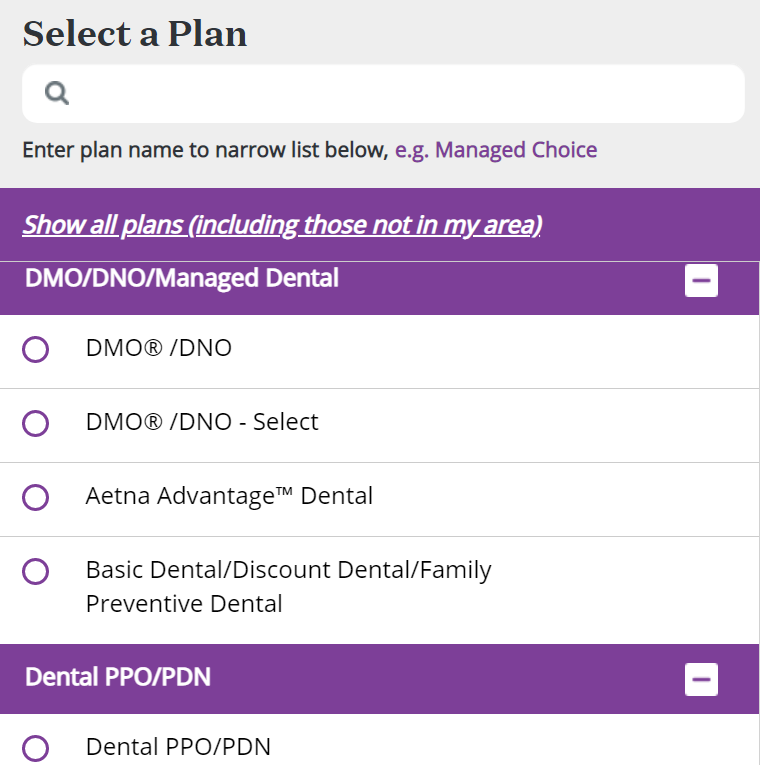 Select a Plan
Enter plan name to narrow list below, e.g. Managed Choice
Show all plans (including those not in my area)
DMO/DNO/Managed Dental
DMO® /DNO
DMO® /DNO - Select
Aetna Advantage™ Dental
Basic Dental/Discount Dental/Family
Preventive Dental
Dental PPO/PDN
Dental PPO/PDN